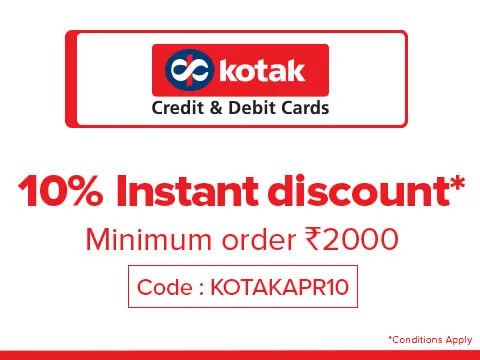 kotak
Credit & Debit Cards
10% Instant discount*
Minimum order ₹2000
Code : KOTAKAPR10
*Conditions Apply